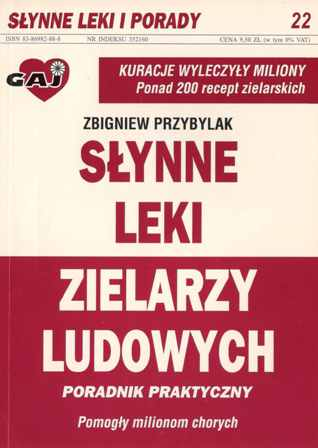 SŁYNNE LEKI I PORADY 22
ISBN 83-86982-88-8 NR INDEKSU 352160 CENA 9,50 ZŁ (w tym 0% VAT)
GAJ
KURACJE WYLECZYŁY MILIONY
Ponad 200 recept zielarskich
ZBIGNIEW PRZYBYLAK
SŁYNNE
LEKI
ZIELARZY
LUDOWYCH
PORADNIK PRAKTYCZNY
Pomogły milionom chorych